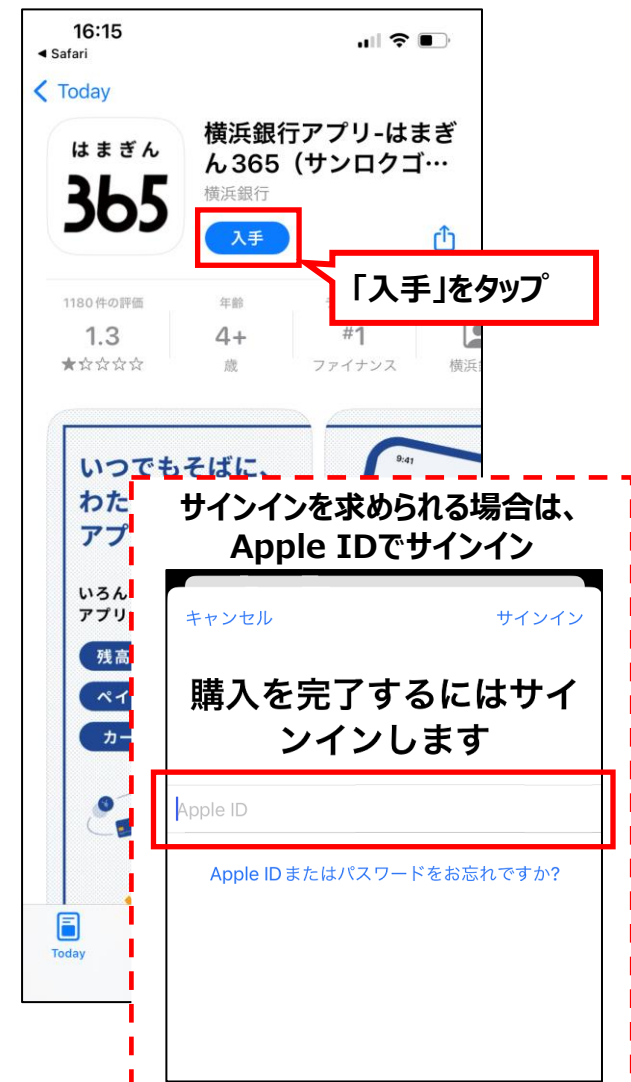 16:15
◀ Safari
Today
はまぎん
365
横浜銀行アプリ-はまぎ
ん365（サンロクゴ…
横浜銀行
入手
「入手」をタップ
1180件の評価
年齢
1.3
4+
#1
★☆☆☆☆
歳
ファイナンス
いつでもそばに、
わた
アプ
サインインを求められる場合は、
Apple IDでサインイン
9:41
いろん
アプリ
残高
ペイ
カー
キャンセル
サインイン
購入を完了するにはサイ
ンインします
Apple ID
Apple IDまたはパスワードをお忘れですか?
Today